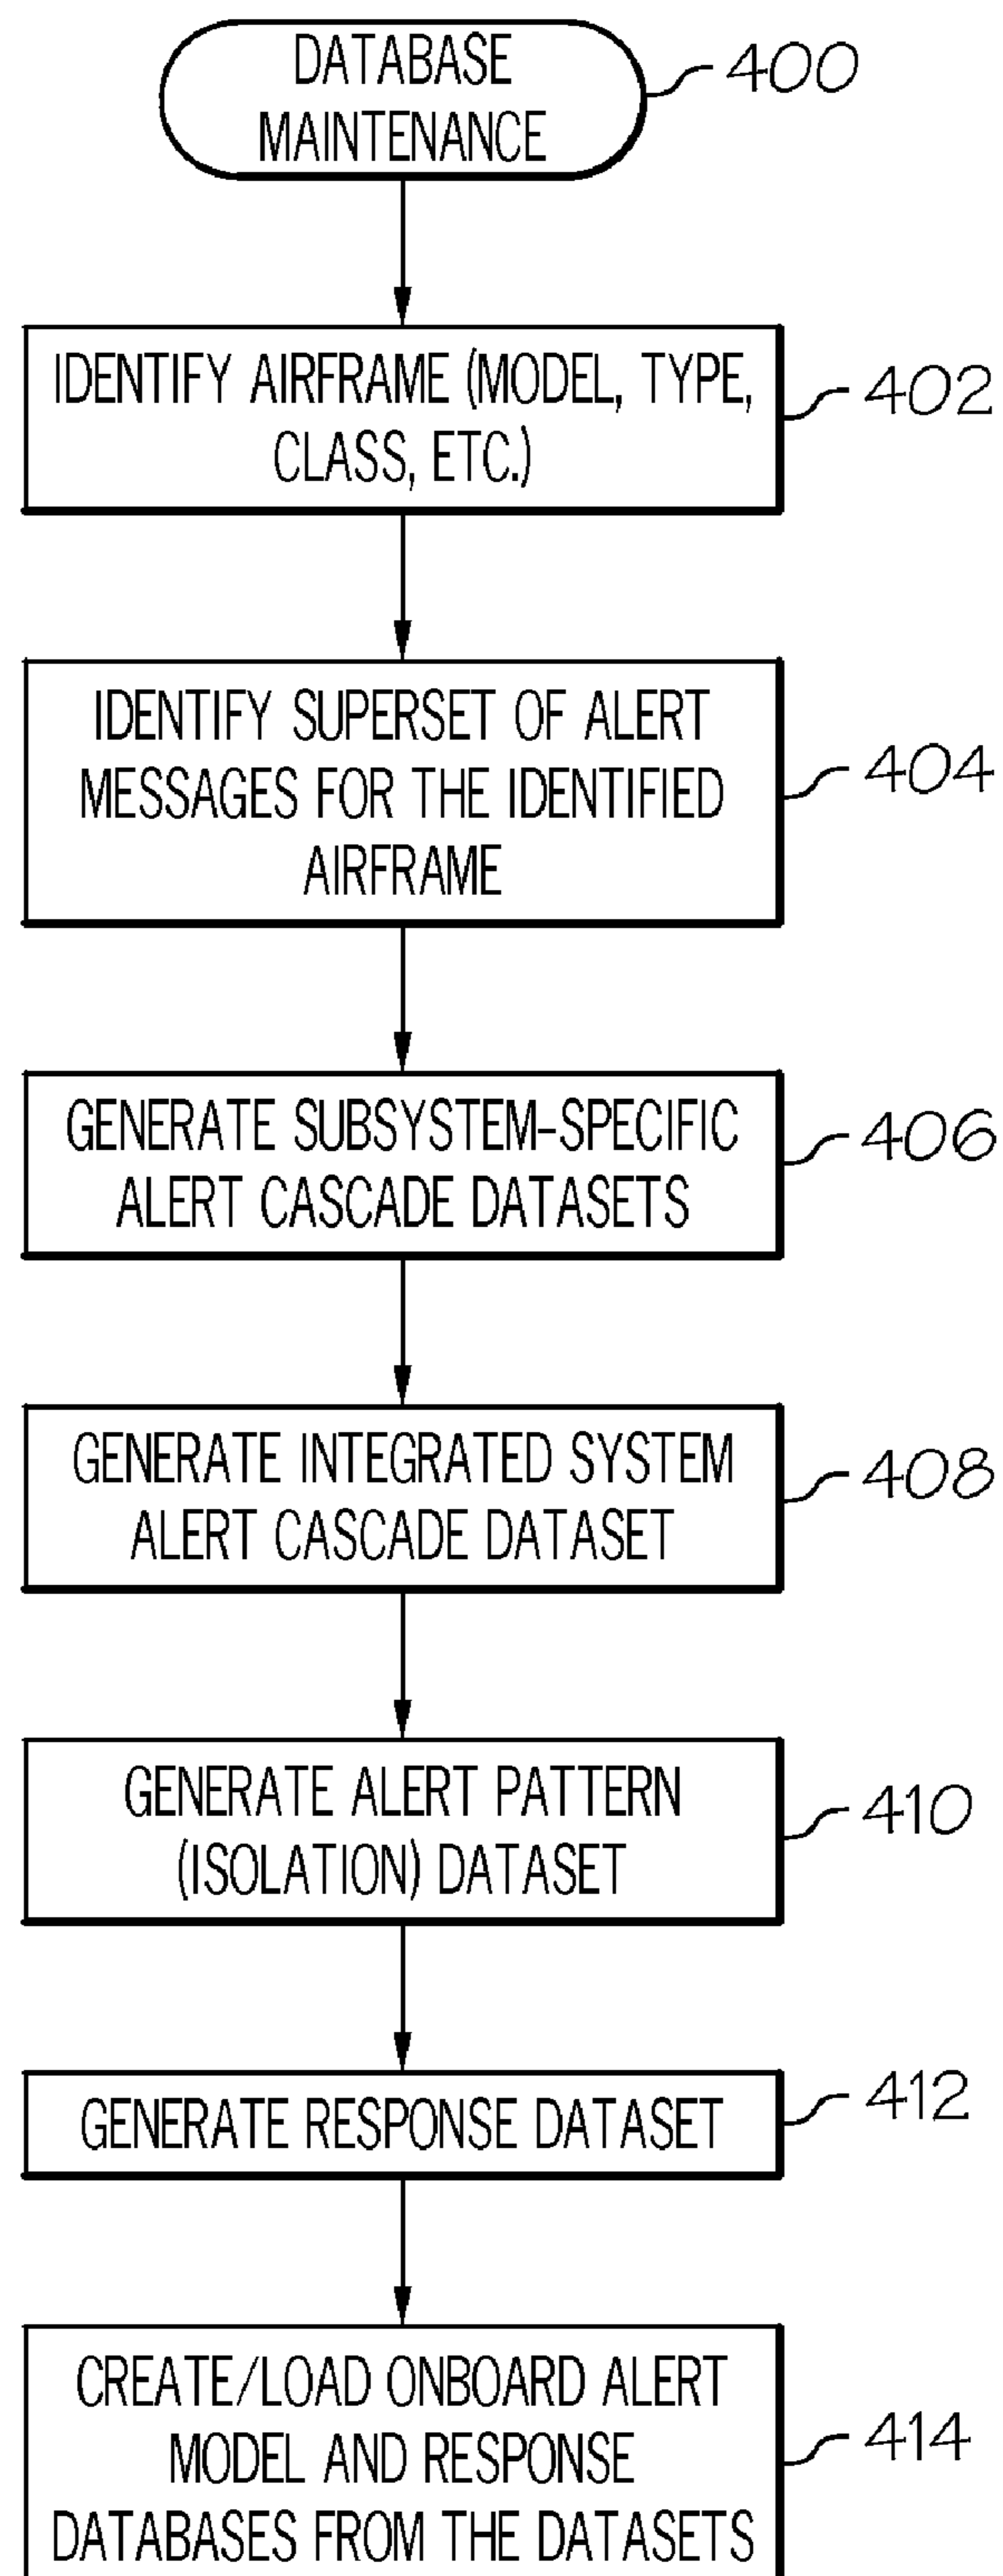 DATABASE
MAINTENANCE
400
IDENTIFY AIRFRAME (MODEL, TYPE,
CLASS, ETC.)
402
IDENTIFY SUPERSET OF ALERT
MESSAGES FOR THE IDENTIFIED
AIRFRAME
404
GENERATE SUBSYSTEM-SPECIFIC
ALERT CASCADE DATASETS
406
GENERATE INTEGRATED SYSTEM
ALERT CASCADE DATASET
408
GENERATE ALERT PATTERN
(ISOLATION) DATASET
410
GENERATE RESPONSE DATASET
412
CREATE/LOAD ONBOARD ALERT
MODEL AND RESPONSE
DATABASES FROM THE DATASETS
414